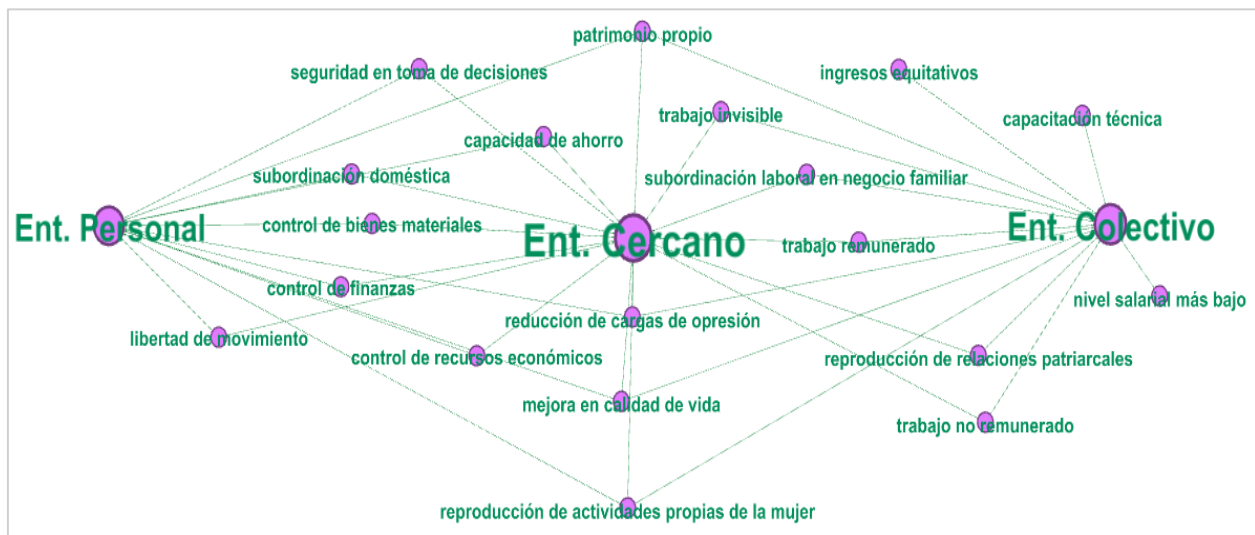 patrimonio propio
seguridad en toma de decisiones
ingresos equitativos
trabajo invisible
capacitación técnica
capacidad de ahorro
subordinación doméstica
subordinación laboral en negocio familiar
Ent. Personal
control de bienes materiales
Ent. Cercano
trabajo remunerado
Ent. Colectivo
control de finanzas
nivel salarial más bajo
reducción de cargas de opresión
libertad de movimiento
control de recursos económicos
reproducción de relaciones patriarcales
mejora en calidad de vida
trabajo no remunerado
reproducción de actividades propias de la mujer